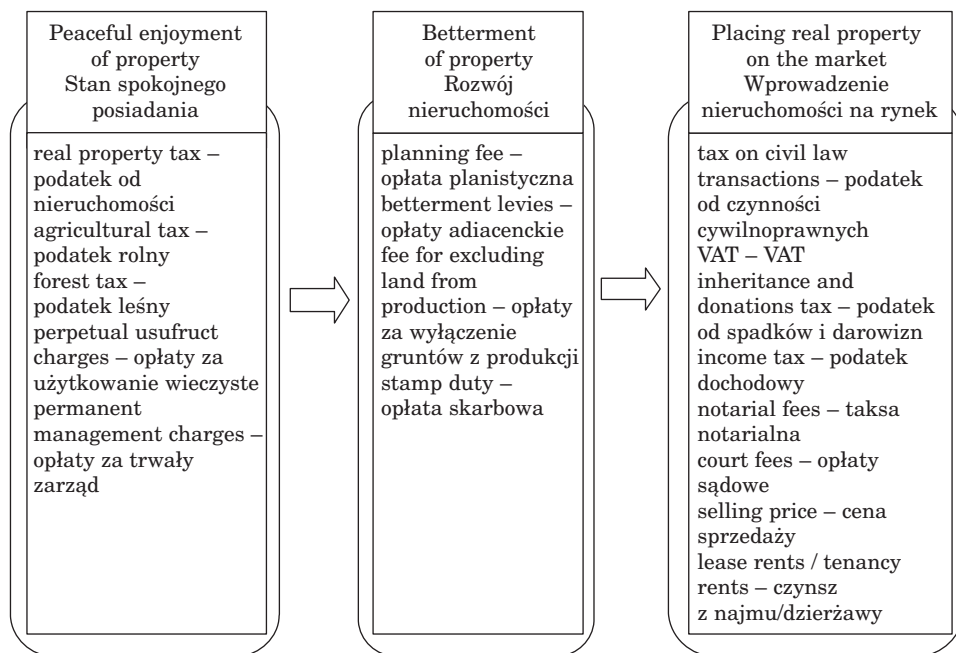 Peaceful enjoyment
of property
Stan spokojnego
posiadania
real property tax –
podatek od
nieruchomości
agricultural tax –
podatek rolny
forest tax –
podatek leśny
perpetual usufruct
charges – opłaty za
użytkowanie wieczyste
permanent
management charges –
opłaty za trwały
zarząd
Betterment
of property
Rozwój
nieruchomości
planning fee –
opłata planistyczna
betterment levies –
opłaty adiacenckie
fee for excluding
land from
production – opłaty
za wyłączenie
gruntów z produkcji
stamp duty –
opłata skarbowa
Placing real property
on the market
Wprowadzenie
nieruchomości na rynek
tax on civil law
transactions – podatek
od czynności
cywilnoprawnych
VAT – VAT
inheritance and
donations tax – podatek
od spadków i darowizn
income tax – podatek
dochodowy
notarial fees – taksa
notarialna
court fees – opłaty
sądowe
selling price – cena
sprzedaży
lease rents / tenancy
rents – czynsz
z najmu/dzierżawy